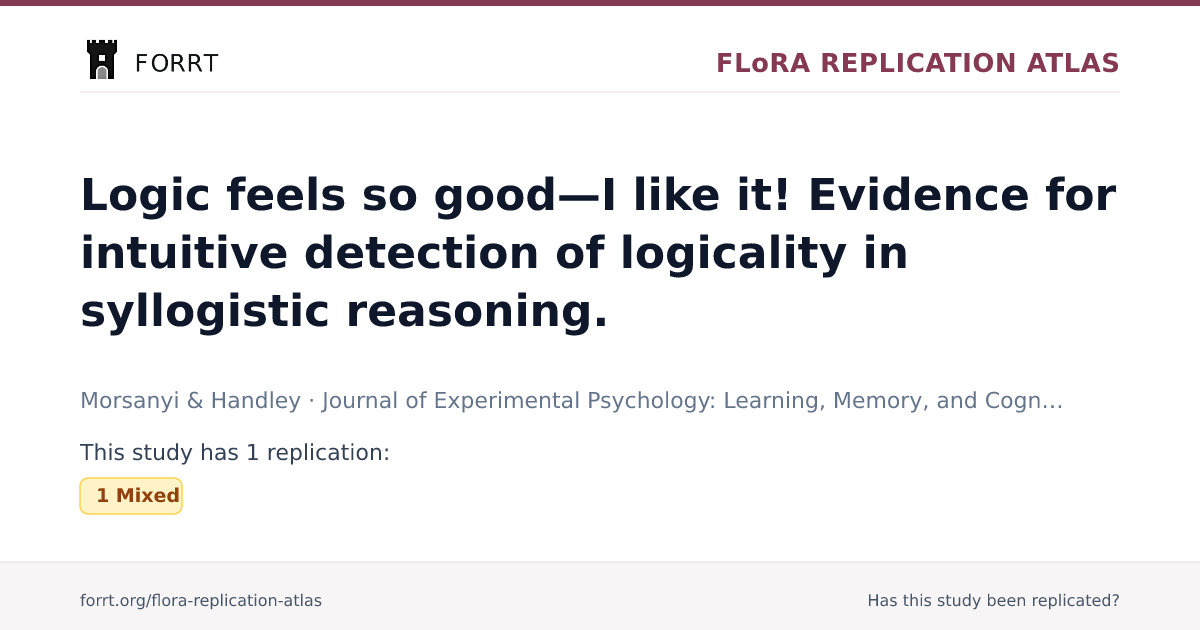 FORRT
FLoRA REPLICATION ATLAS
Logic feels so good—I like it! Evidence for
intuitive detection of logicality in
syllogistic reasoning.
Morsanyi & Handley · Journal of Experimental Psychology: Learning, Memory, and Cogn…
This study has 1 replication:
1 Mixed
forrt.org/flora-replication-atlas
Has this study been replicated?